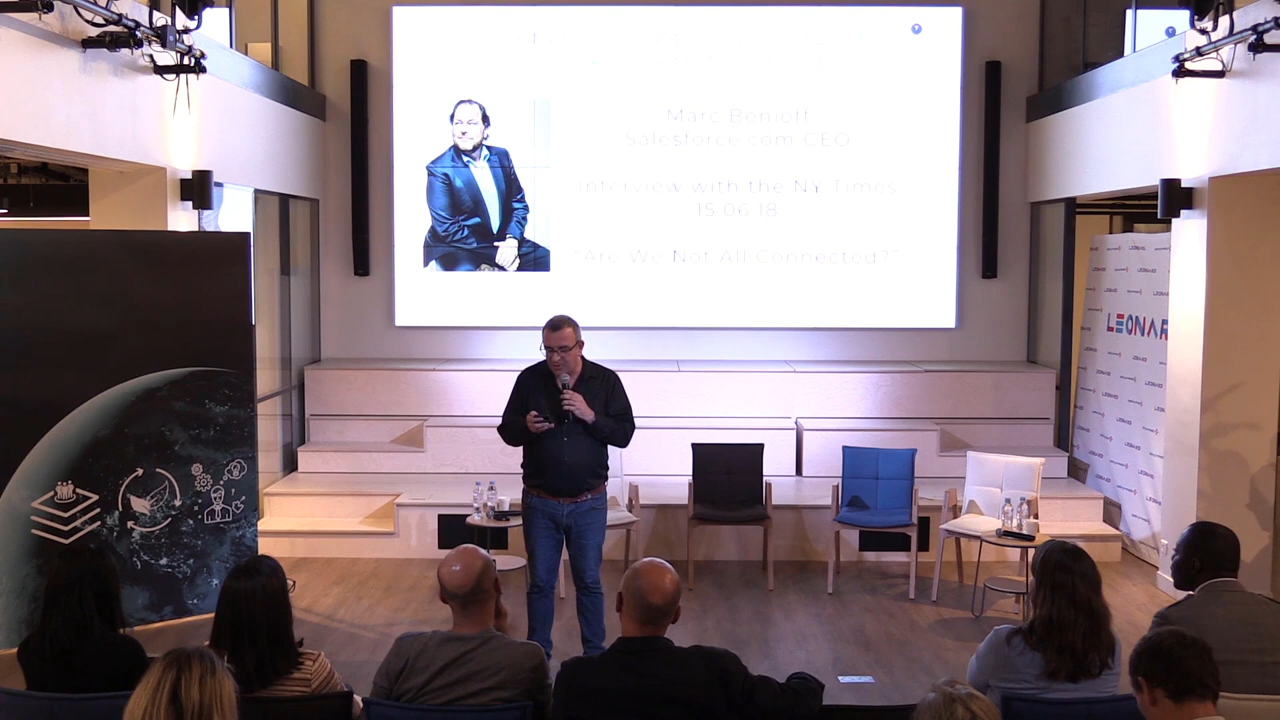 Marc Benioff
Salesforce.com CEO
Interview with the NY Times
15.06.18
"Are We Not All Connected?"
LEONAR
LEONARD